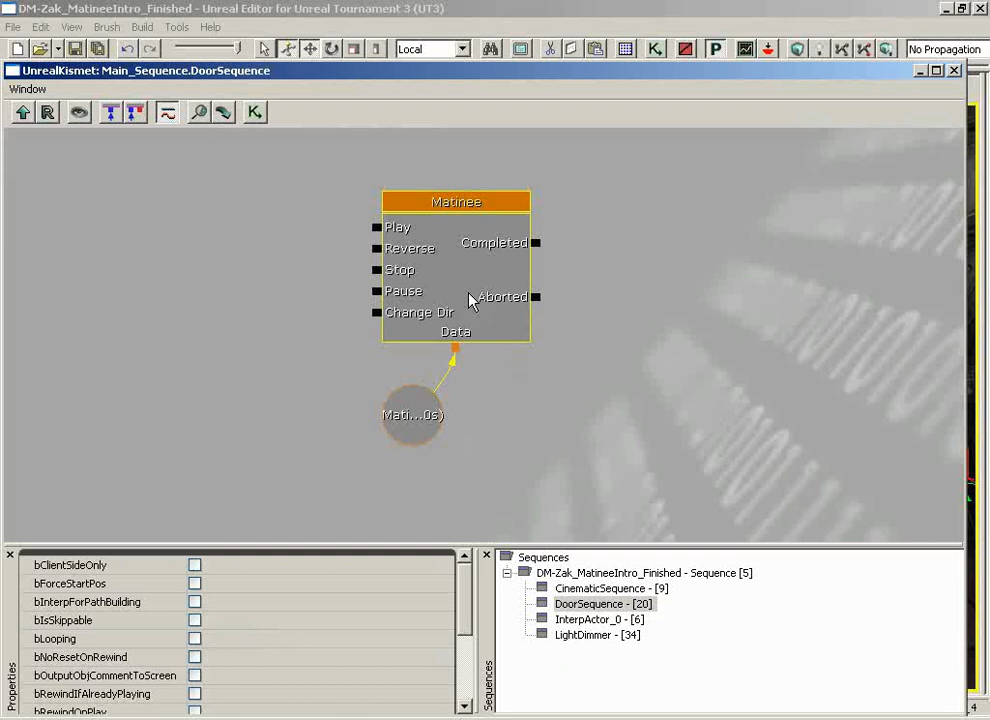 DM-Zak_MatineeIntro_Finished - Unreal Editor for Unreal Tournament 3 (UT3)
File Edit View Brush Build Tools Help
Local
No Propagation
UnrealKismet: Main_Sequence.DoorSequence
Window
Matinee
Play
Completed
Reverse
Stop
Pause
Aborted
Change Dir
Data
Mati...0s)
bClientSideOnly
bForceStartPos
bInterpForPathBuilding
bIsSkippable
bLooping
bNoResetOnRewind
bOutputObjCommentToScreen
bRewindIfAlreadyPlaying
bRewindOnPlay
Properties
Sequences
Sequences
DM-Zak_MatineeIntro_Finished - Sequence [5]
CinematicSequence - [9]
DoorSequence - [20]
InterpActor_0 - [6]
LightDimmer - [34]